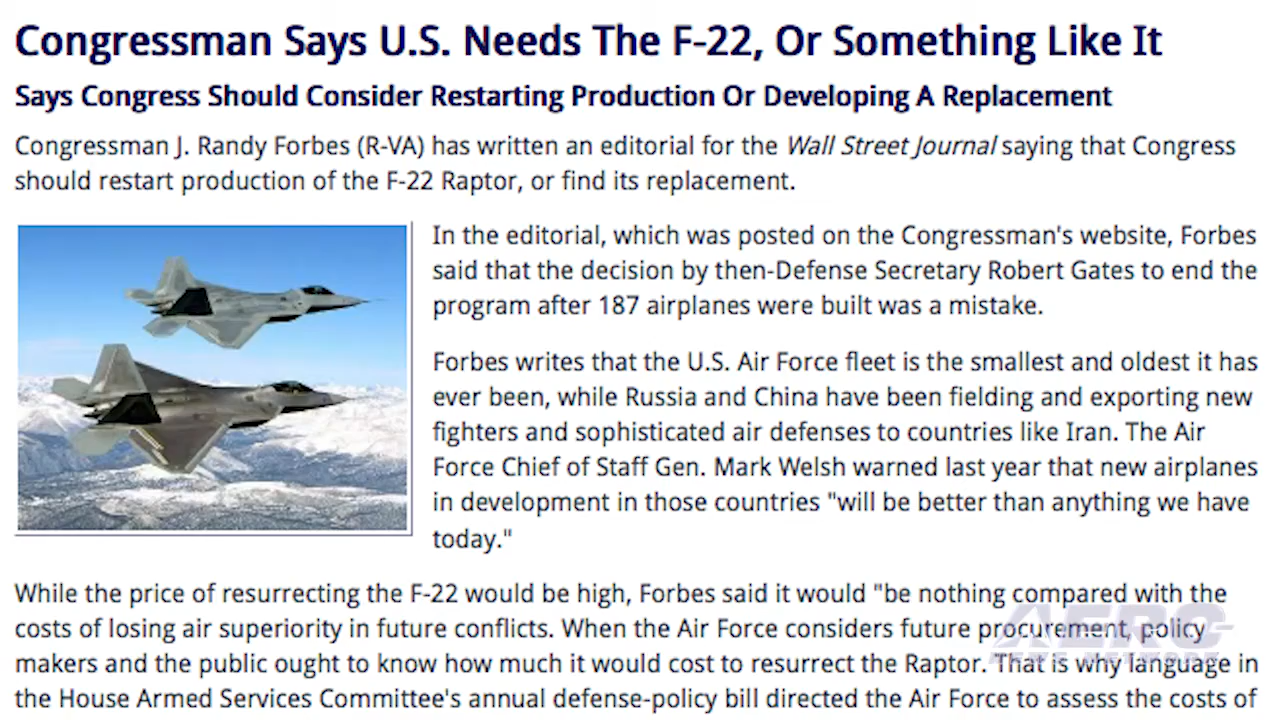 Congressman Says U.S. Needs The F-22, Or Something Like It
Says Congress Should Consider Restarting Production Or Developing A Replacement
Congressman J. Randy Forbes (R-VA) has written an editorial for the Wall Street Journal saying that Congress
should restart production of the F-22 Raptor, or find its replacement.
In the editorial, which was posted on the Congressman's website, Forbes
said that the decision by then-Defense Secretary Robert Gates to end the
program after 187 airplanes were built was a mistake.
Forbes writes that the U.S. Air Force fleet is the smallest and oldest it has
ever been, while Russia and China have been fielding and exporting new
fighters and sophisticated air defenses to countries like Iran. The Air
Force Chief of Staff Gen. Mark Welsh warned last year that new airplanes
in development in those countries "will be better than anything we have
today."
While the price of resurrecting the F-22 would be high, Forbes said it would "be nothing compared with the
costs of losing air superiority in future conflicts. When the Air Force considers future procurement, policy
makers and the public ought to know how much it would cost to resurrect the Raptor. That is why language in
the House Armed Services Committee's annual defense-policy bill directed the Air Force to assess the costs of
AERO
NEWS NETWORK